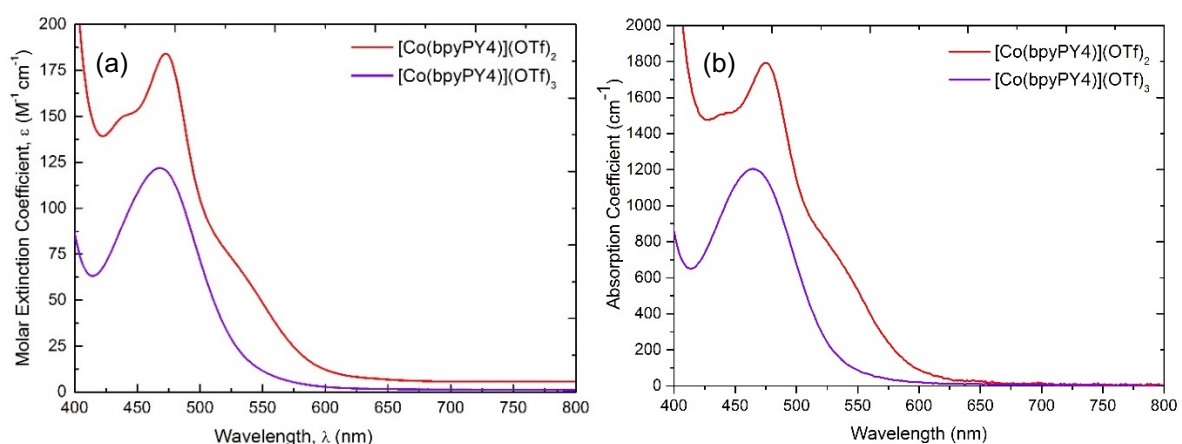 (a)
[Co(bpyPY4)](OTf)₂
[Co(bpyPY4)](OTf)₃
Molar Extinction Coefficient, ε (M⁻¹ cm⁻¹)
200
175
150
125
100
75
50
25
0
400 450 500 550 600 650 700 750 800
Wavelength, λ (nm)
(b)
[Co(bpyPY4)](OTf)₂
[Co(bpyPY4)](OTf)₃
Absorption Coefficient (cm⁻¹)
2000
1800
1600
1400
1200
1000
800
600
400
200
0
400 450 500 550 600 650 700 750 800
Wavelength (nm)